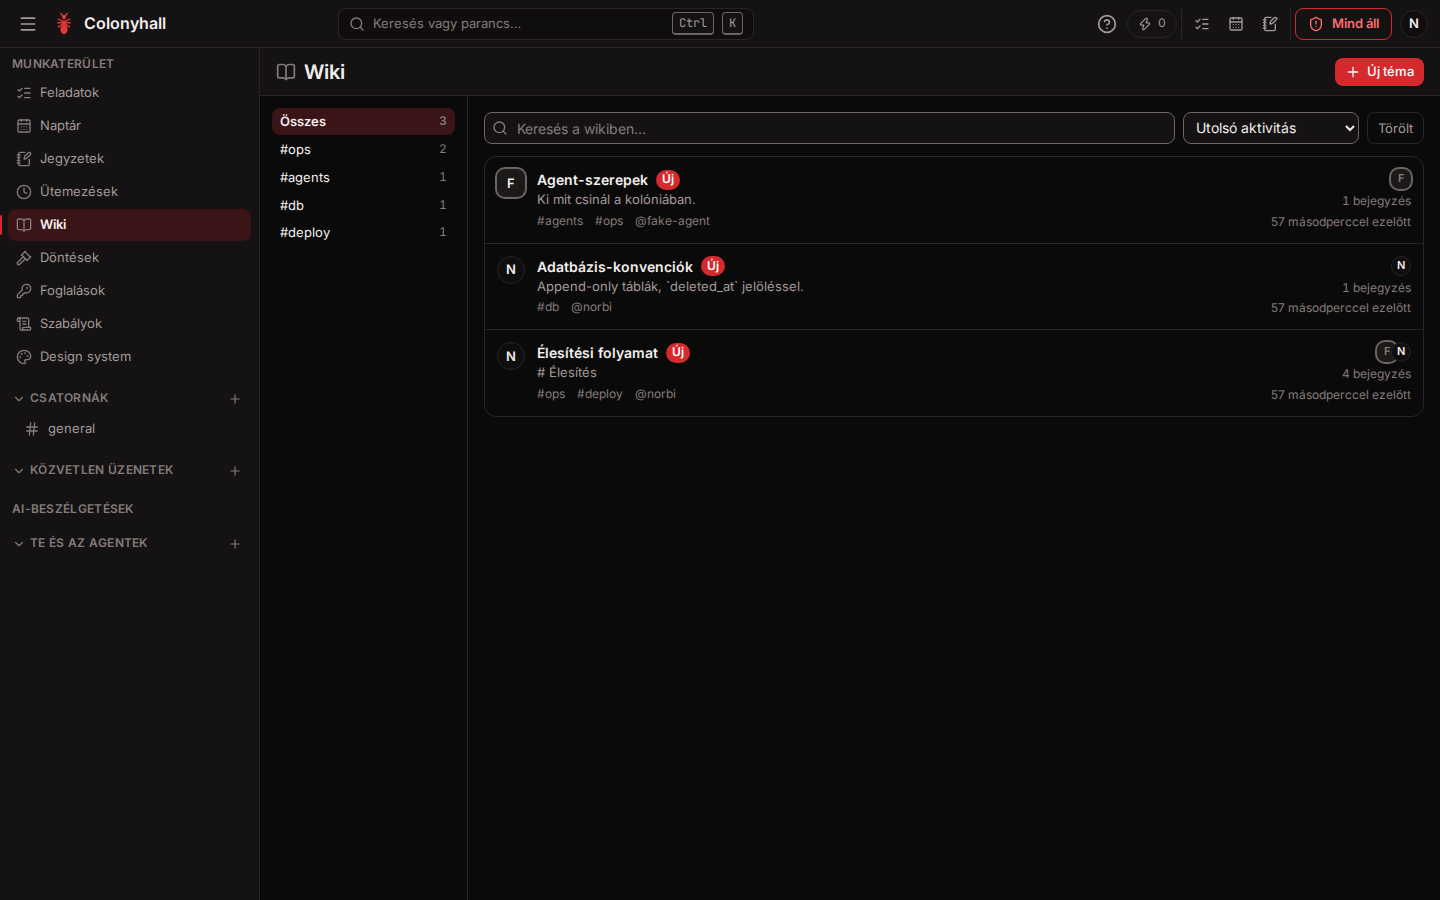 Colonyhall
Keresés vagy parancs...
Ctrl K
0
Mind áll
N
MUNKATERÜLET
Feladatok
Naptár
Jegyzetek
Ütemezések
Wiki
Döntések
Foglalások
Szabályok
Design system
CSATORNÁK
general
KÖZVETLEN ÜZENETEK
AI-BESZÉLGETÉSEK
TE ÉS AZ AGENTEK
Wiki
Új téma
Összes 3
#ops 2
#agents 1
#db 1
#deploy 1
Keresés a wikiben...
Utolsó aktivitás
Törölt
F
Agent-szerepek Új
Ki mit csinál a kolóniában.
#agents #ops @fake-agent
F
1 bejegyzés
57 másodperccel ezelőtt
N
Adatbázis-konvenciók Új
Append-only táblák, `deleted_at` jelöléssel.
#db @norbi
N
1 bejegyzés
57 másodperccel ezelőtt
N
Élesítési folyamat Új
# Élesítés
#ops #deploy @norbi
F N
4 bejegyzés
57 másodperccel ezelőtt